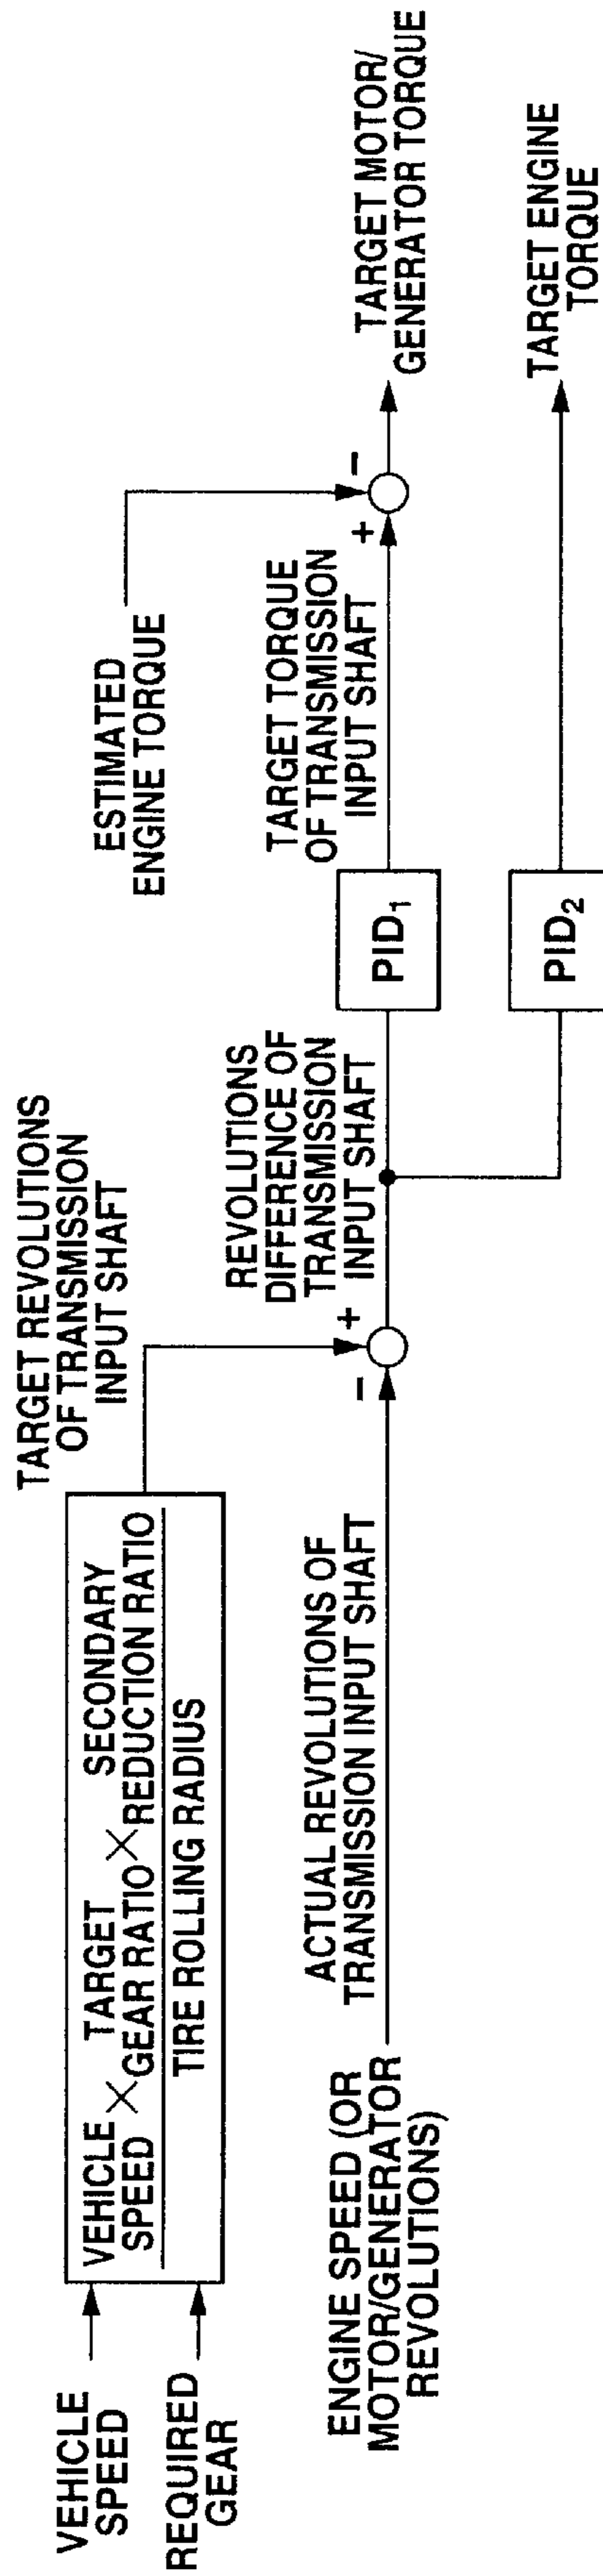 VEHICLE
SPEED
REQUIRED
GEAR
VEHICLE × TARGET × SECONDARY
SPEED GEAR RATIO REDUCTION RATIO
TIRE ROLLING RADIUS
TARGET REVOLUTIONS
OF TRANSMISSION
INPUT SHAFT
ENGINE SPEED (OR
MOTOR/GENERATOR
REVOLUTIONS)
ACTUAL REVOLUTIONS OF
TRANSMISSION INPUT SHAFT
+
−
REVOLUTIONS
DIFFERENCE OF
TRANSMISSION
INPUT SHAFT
PID₁
PID₂
ESTIMATED
ENGINE TORQUE
TARGET TORQUE
OF TRANSMISSION
INPUT SHAFT
−
+
TARGET MOTOR/
GENERATOR TORQUE
TARGET ENGINE
TORQUE